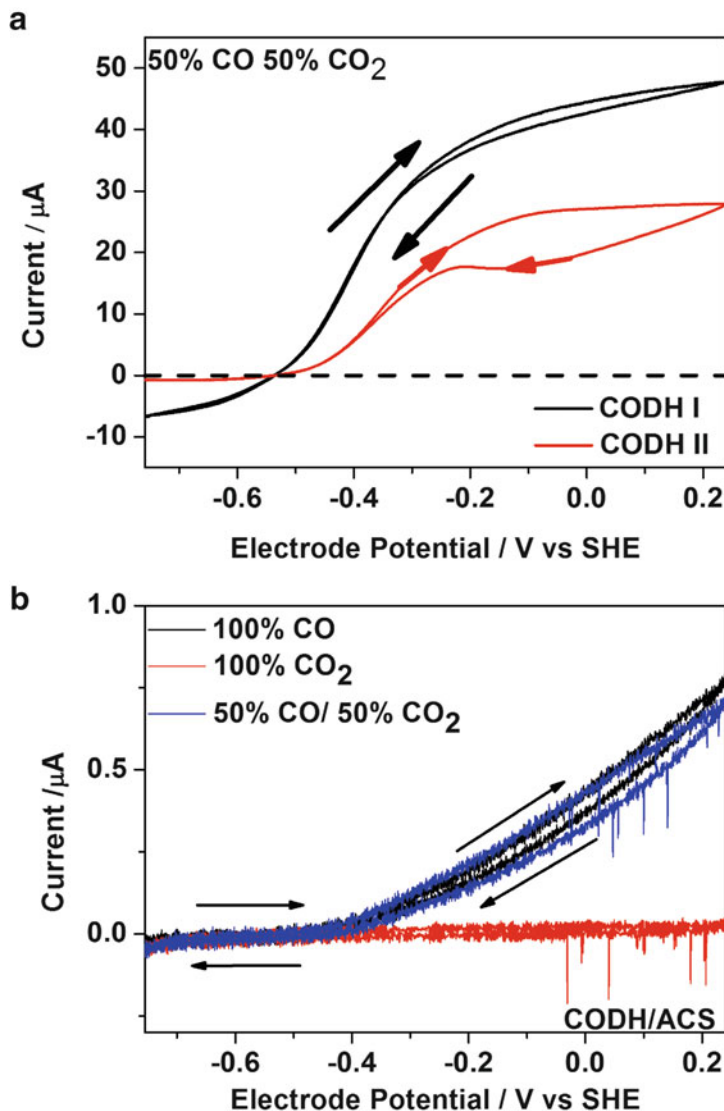 a
50% CO 50% CO2
50
40
30
20
10
0
-10
Current / μA
CODH I
CODH II
-0.6 -0.4 -0.2 0.0 0.2
Electrode Potential / V vs SHE
b
1.0
0.5
0.0
Current /μA
100% CO
100% CO2
50% CO/ 50% CO2
CODH/ACS
-0.6 -0.4 -0.2 0.0 0.2
Electrode Potential / V vs SHE